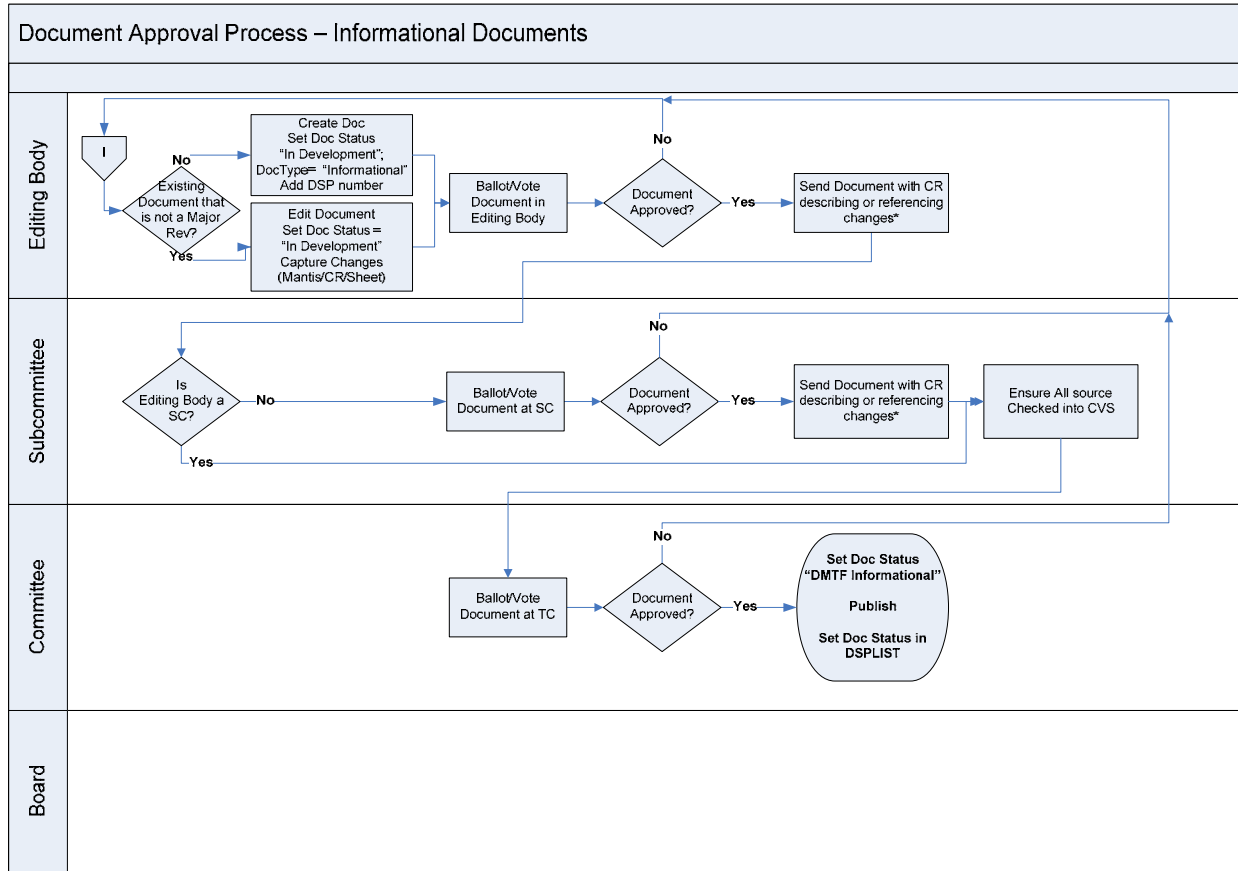 Document Approval Process – Informational Documents
Editing Body
I
Existing
Document that
is not a Major
Rev?
No
Yes
Create Doc
Set Doc Status
“In Development”;
DocType= “Informational”
Add DSP number
Edit Document
Set Doc Status =
“In Development”
Capture Changes
(Mantis/CR/Sheet)
Ballot/Vote
Document in
Editing Body
No
Document
Approved?
Yes
Send Document with CR
describing or referencing
changes*
Subcommittee
Is
Editing Body a
SC?
No
Yes
Ballot/Vote
Document at SC
No
Document
Approved?
Yes
Send Document with CR
describing or referencing
changes*
Ensure All source
Checked into CVS
Committee
Ballot/Vote
Document at TC
No
Document
Approved?
Yes
Set Doc Status
“DMTF Informational”
Publish
Set Doc Status in
DSPLIST
Board